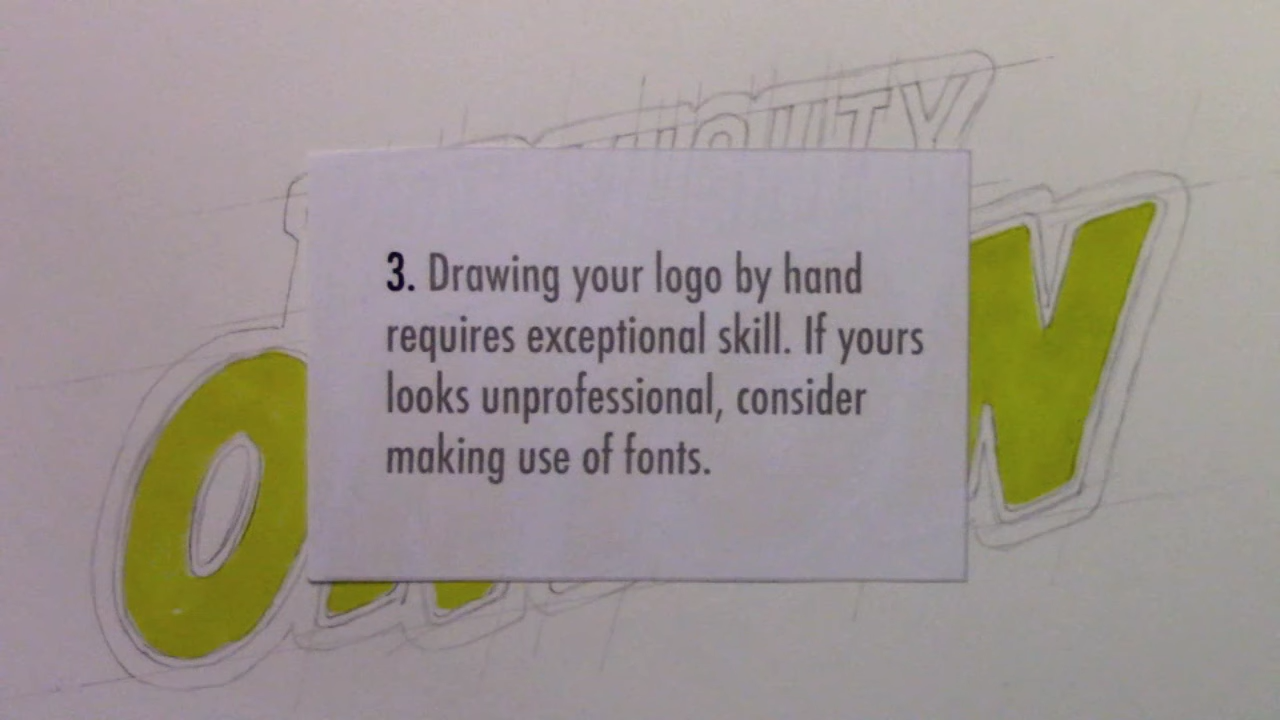 3. Drawing your logo by hand
requires exceptional skill. If yours
looks unprofessional, consider
making use of fonts.